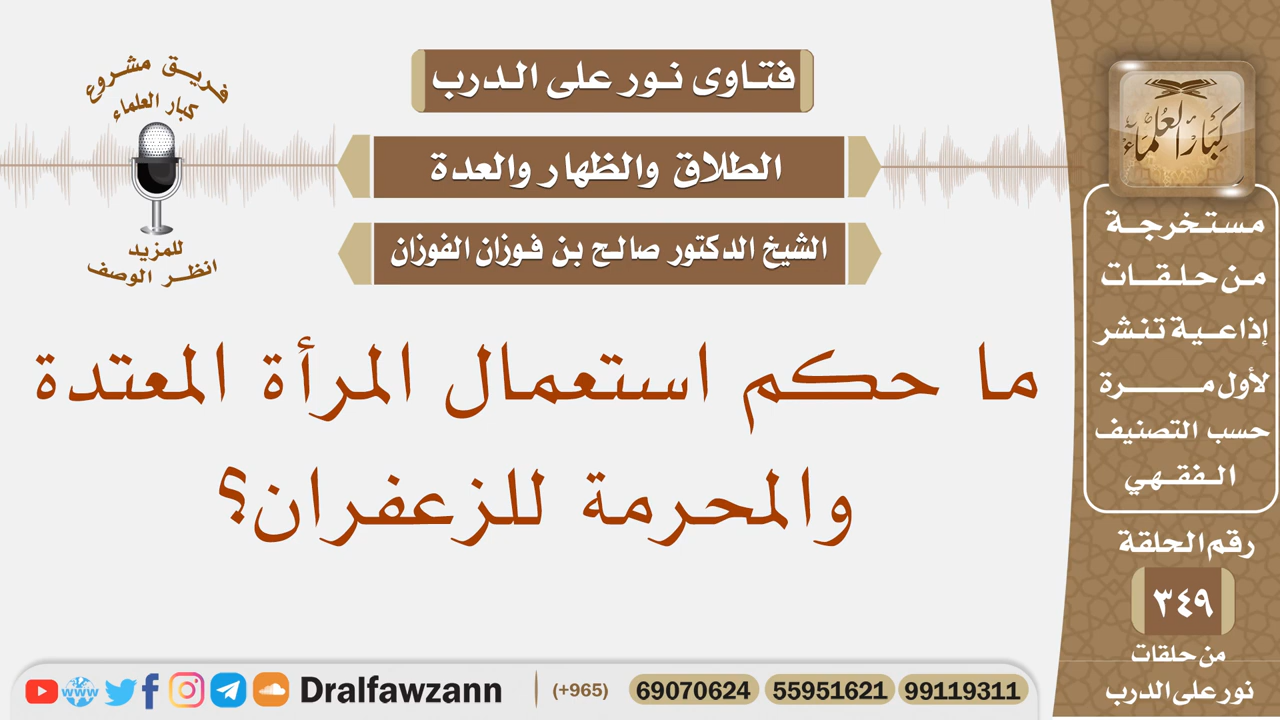 فتاوى نور على الدرب
الطلاق والظهار والعدة
الشيخ الدكتور صالح بن فوزان الفوزان
فريق مشروع
كبار العلماء
للمزيد
انظر الوصف
ما حكم استعمال المرأة المعتدة
والمحرمة للزعفران؟
كبار العلماء
مستخرجة
من حلقات
إذاعية تنشر
لأول مرة
حسب التصنيف
الفقهي
رقم الحلقة
٣٤٩
من حلقات
نور على الدرب
www Dralfawzann (+965) 69070624 55951621 99119311